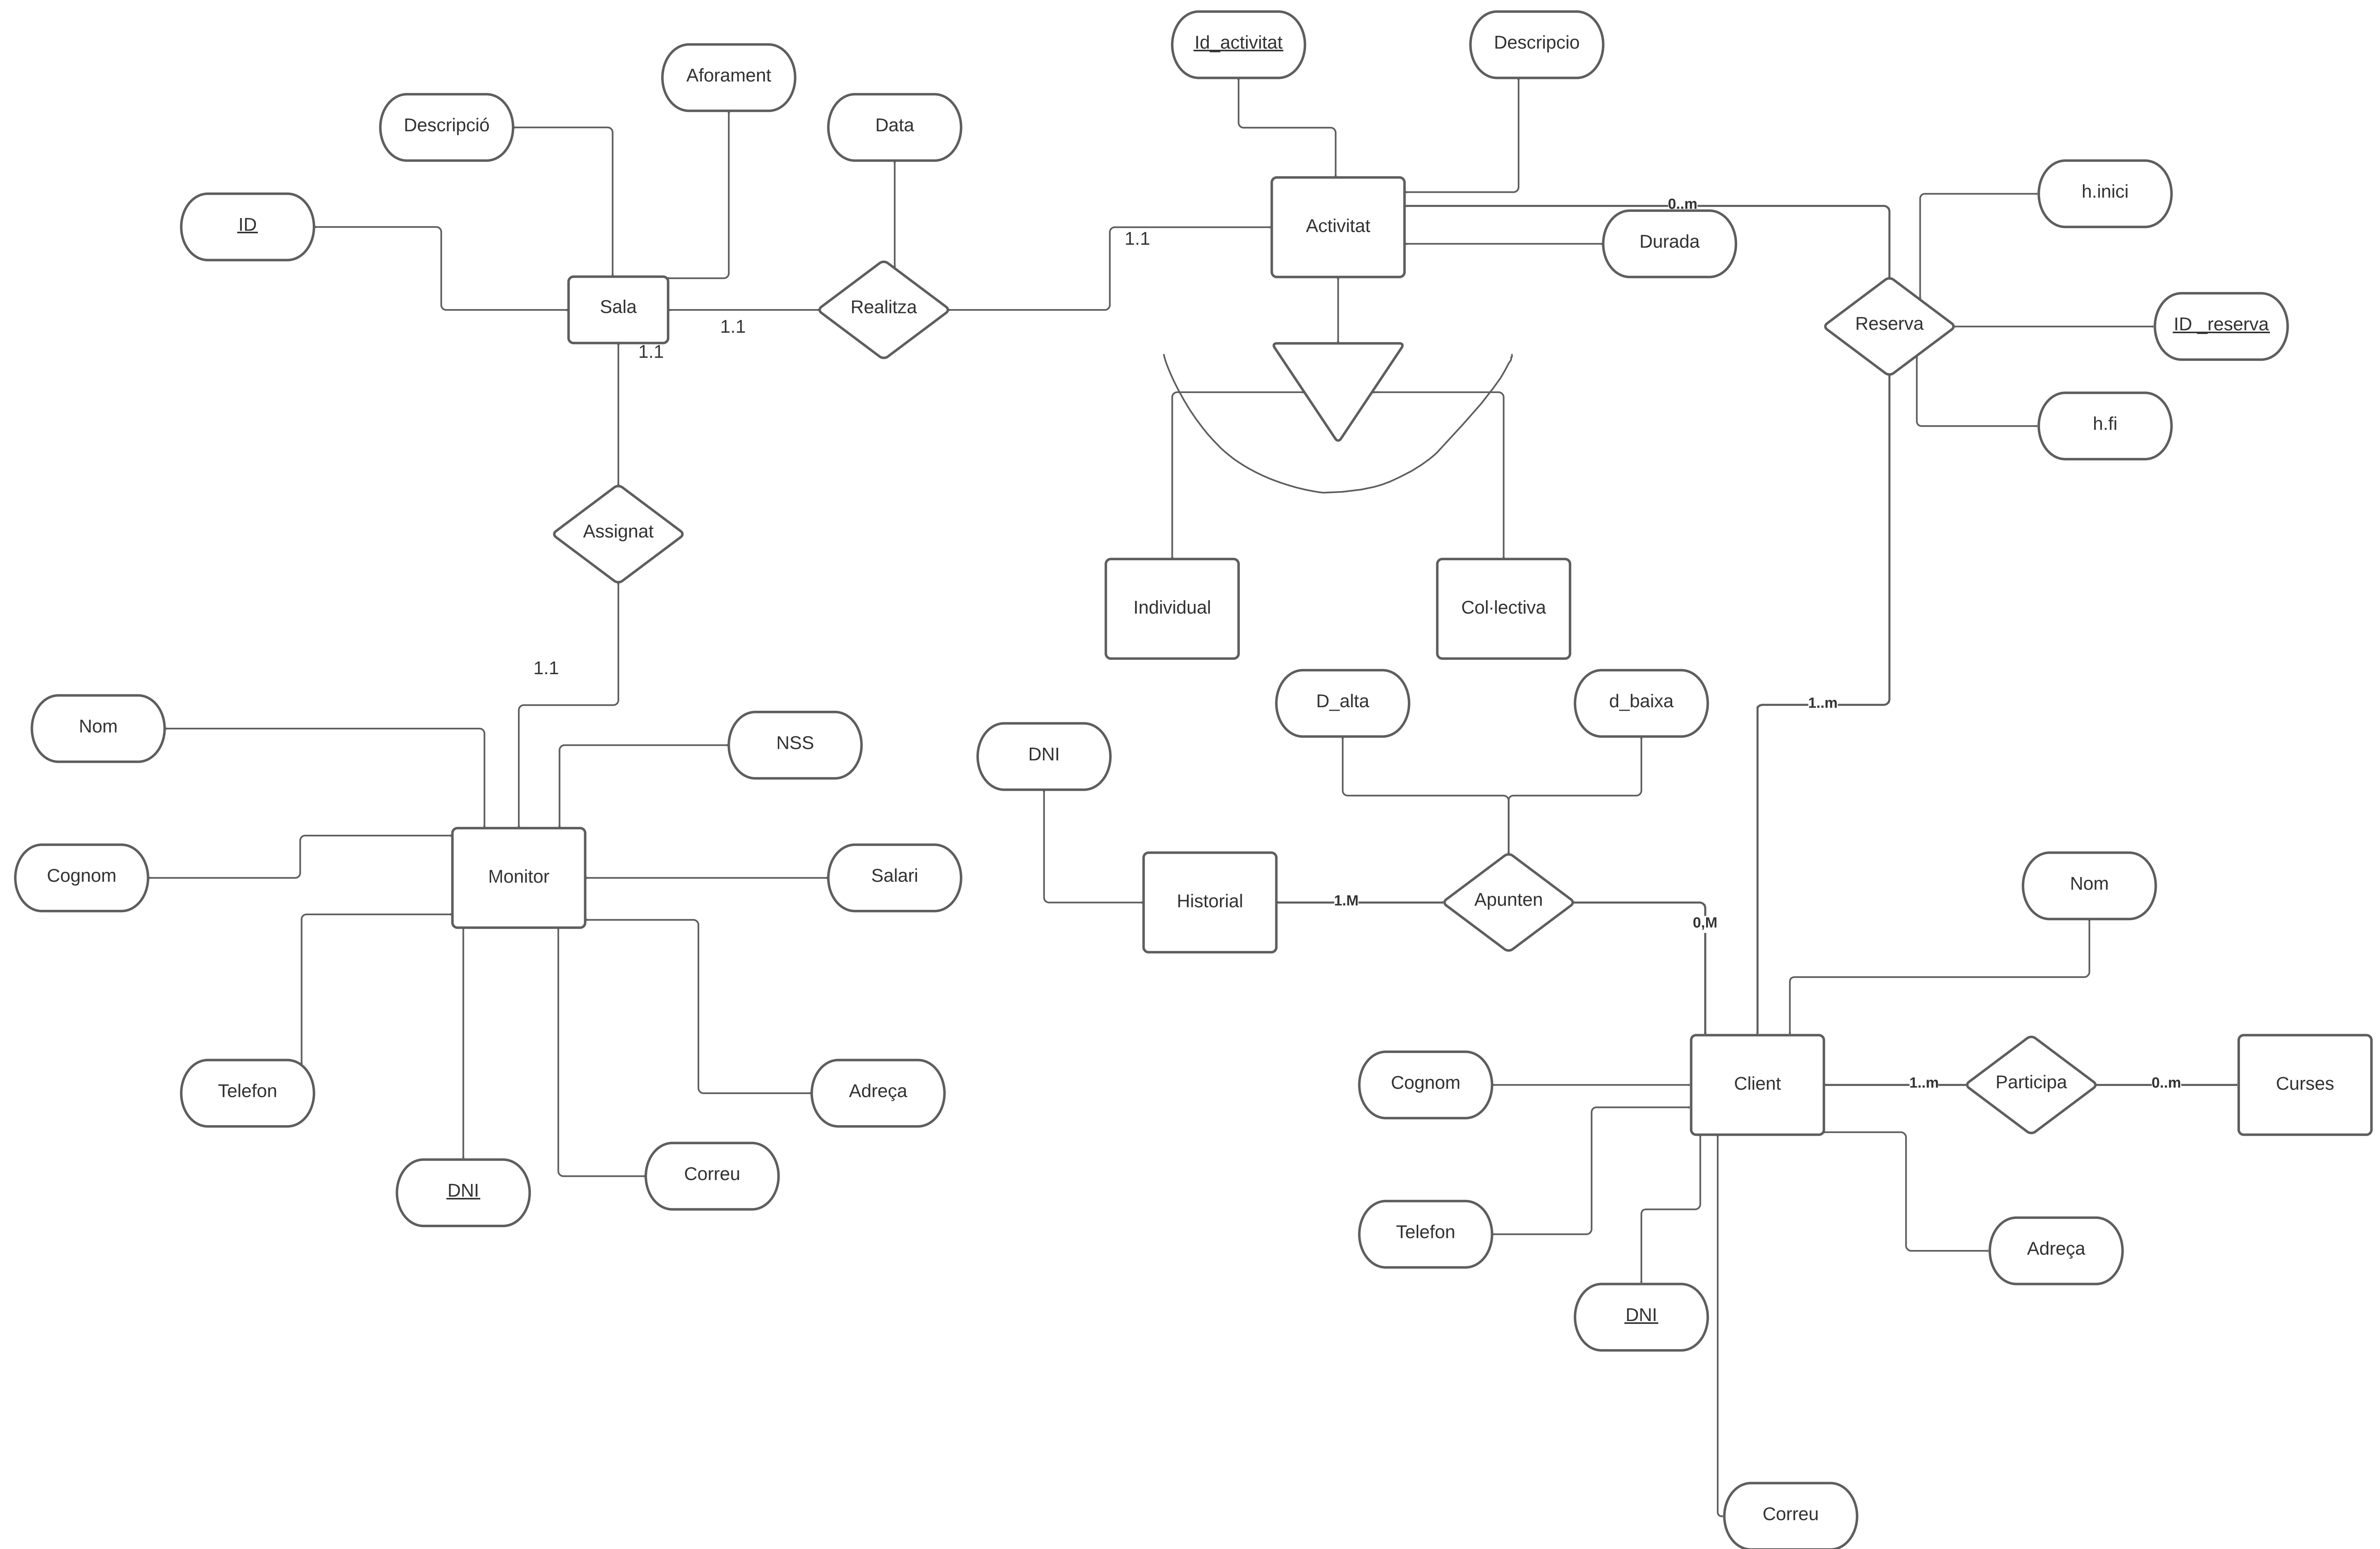 Id_activitat
Descripcio
Aforament
Descripció
Data
h.inici
0..m
ID
Activitat
1.1
Durada
Sala
Realitza
Reserva
ID _reserva
1.1
1.1
h.fi
Assignat
Individual
Col·lectiva
1.1
D_alta
d_baixa
1..m
Nom
NSS
DNI
Cognom
Monitor
Salari
Historial
1.M
Apunten
0,M
Nom
Telefon
Adreça
Cognom
Client
1..m
Participa
0..m
Curses
DNI
Correu
Telefon
Adreça
DNI
Correu